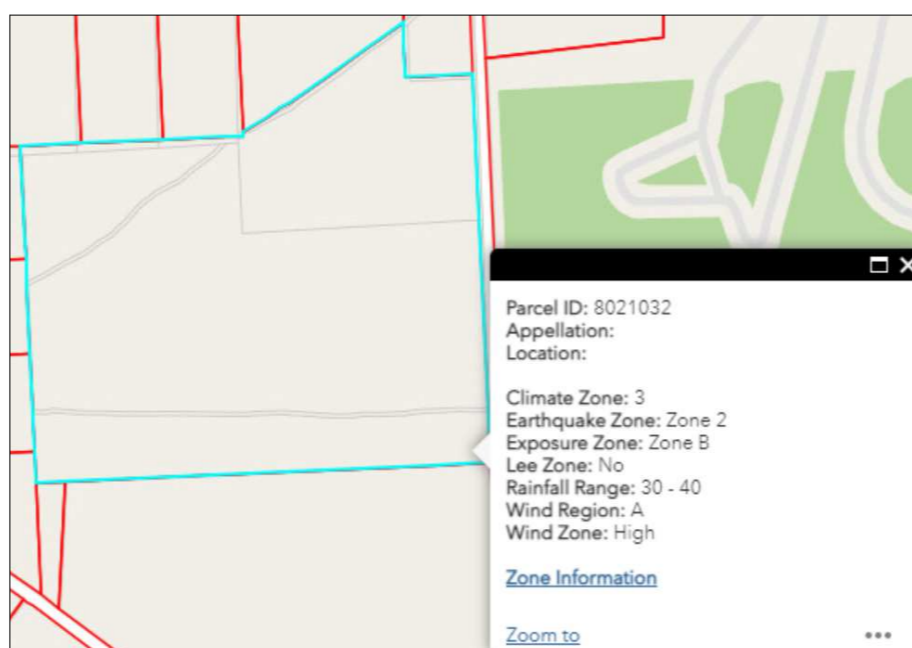 Parcel ID: 8021032
Appellation:
Location:
Climate Zone: 3
Earthquake Zone: Zone 2
Exposure Zone: Zone B
Lee Zone: No
Rainfall Range: 30 - 40
Wind Region: A
Wind Zone: High
Zone Information
Zoom to